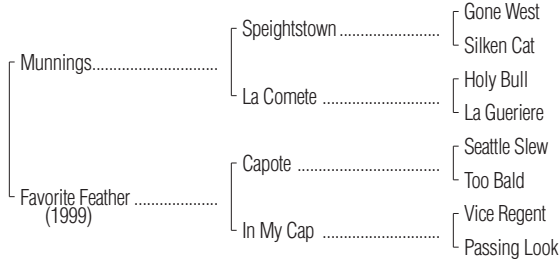 Gone West
Speightstown
Silken Cat
Munnings
Holy Bull
La Comete
La Gueriere
Seattle Slew
Capote
Too Bald
Favorite Feather
(1999)
Vice Regent
In My Cap
Passing Look